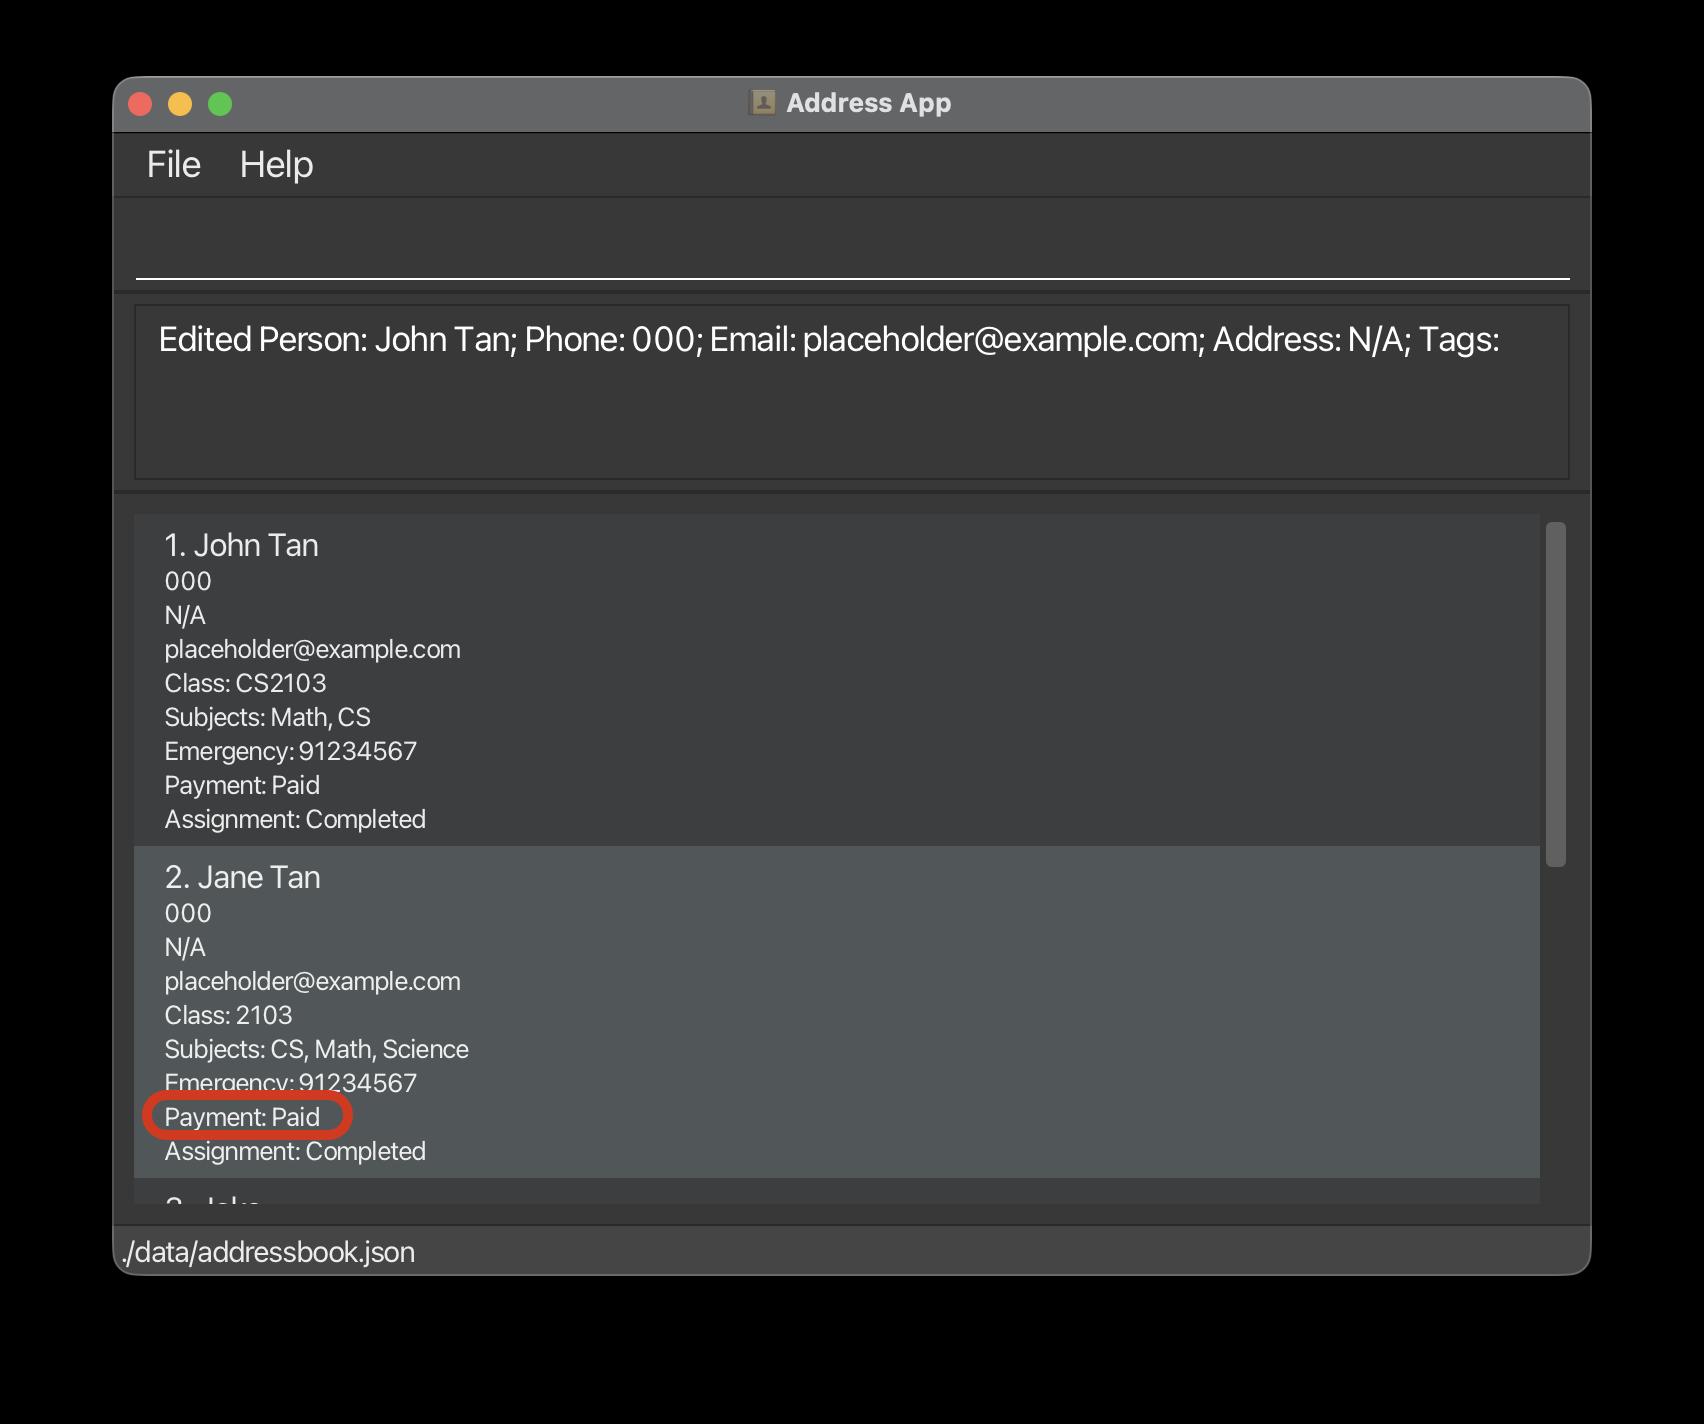 Address App
File Help
Edited Person: John Tan; Phone: 000; Email: placeholder@example.com; Address: N/A; Tags:
1. John Tan
000
N/A
placeholder@example.com
Class: CS2103
Subjects: Math, CS
Emergency: 91234567
Payment: Paid
Assignment: Completed
2. Jane Tan
000
N/A
placeholder@example.com
Class: 2103
Subjects: CS, Math, Science
Emergency: 91234567
Payment: Paid
Assignment: Completed
./data/addressbook.json